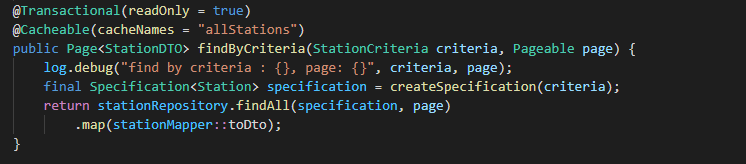 @Transactional(readOnly = true)
@Cacheable(cacheNames = "allStations")
public Page<StationDTO> findByCriteria(StationCriteria criteria, Pageable page) {
    log.debug("find by criteria : {}, page: {}", criteria, page);
    final Specification<Station> specification = createSpecification(criteria);
    return stationRepository.findAll(specification, page)
        .map(stationMapper::toDto);
}